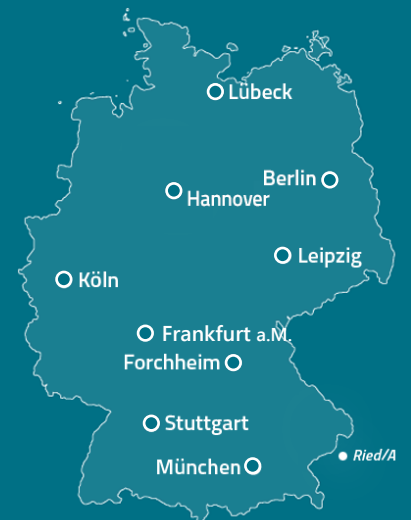 Lübeck
Berlin
Hannover
Leipzig
Köln
Frankfurt a.M.
Forchheim
Stuttgart
Ried/A
München